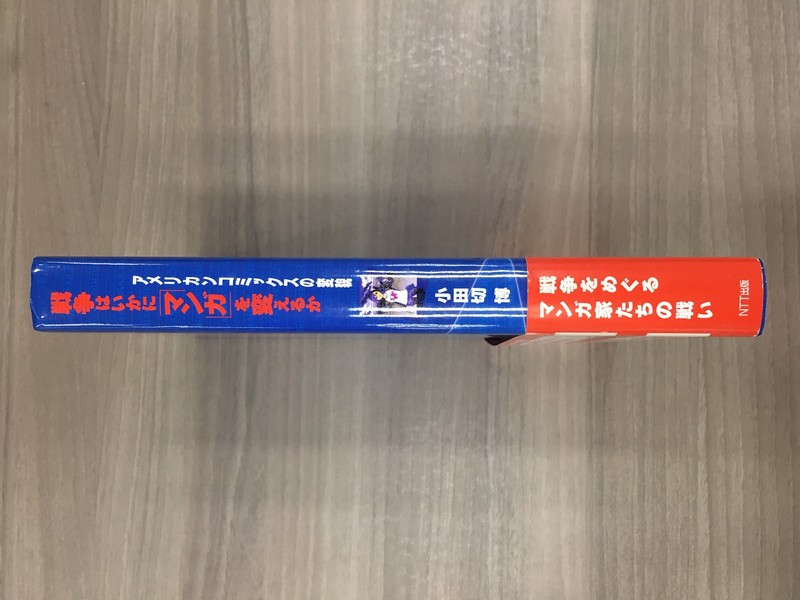 戦争はいかに「マンガ」を変えるか
アメリカンコミックスの変貌
小田切 博
戦争をめぐる
マンガ家たちの戦い
NTT出版